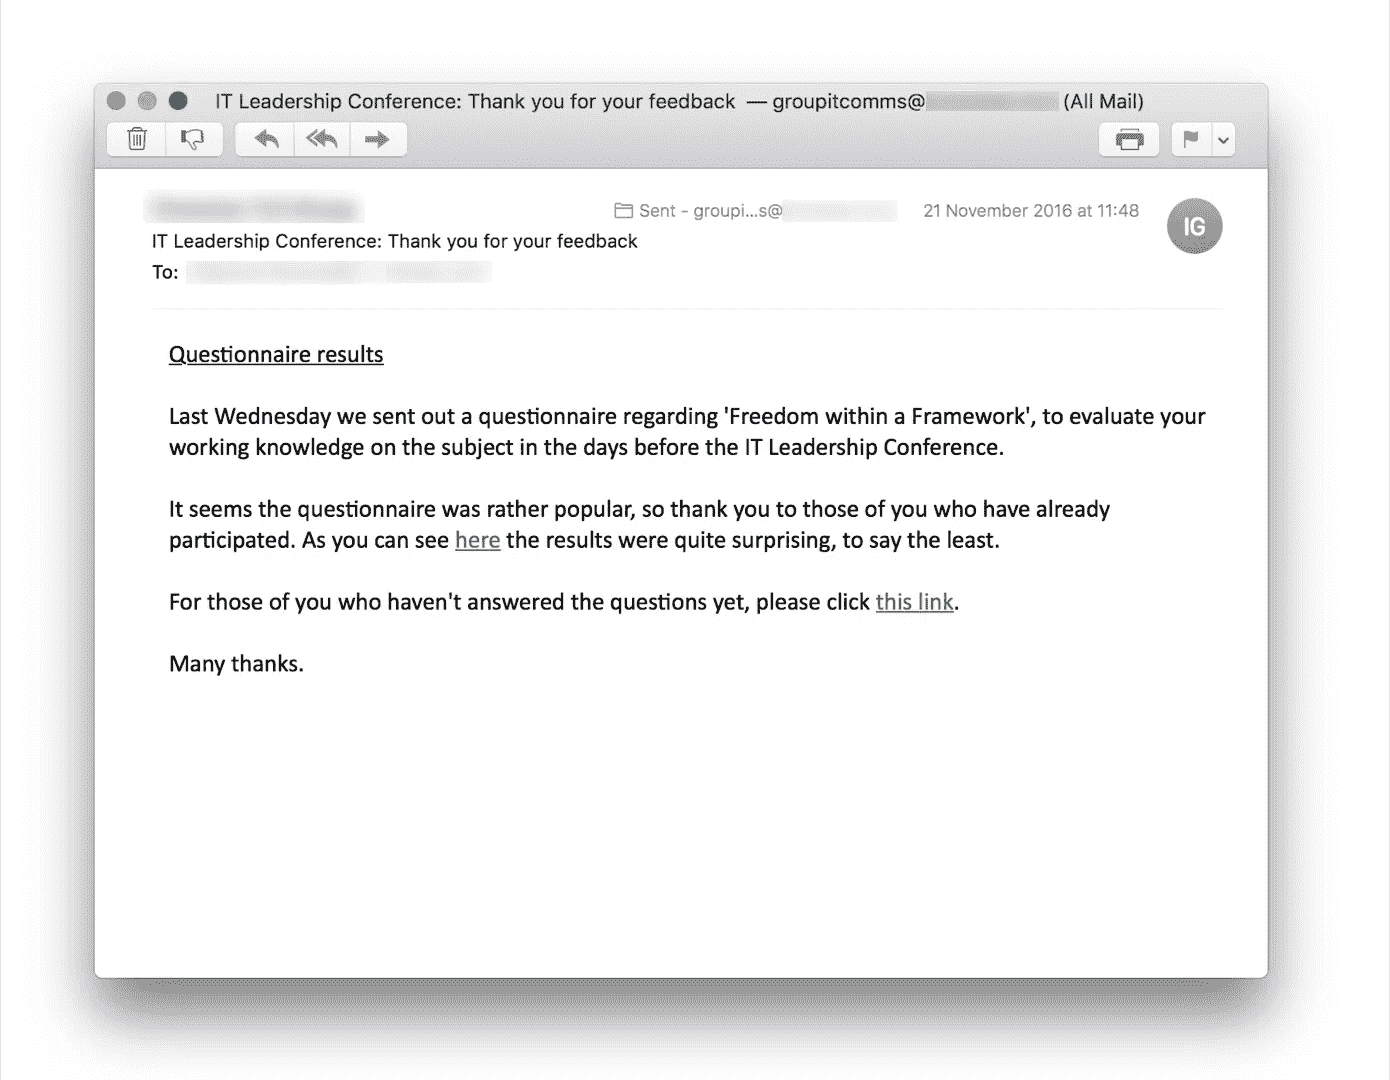 IT Leadership Conference: Thank you for your feedback — groupitcomms@ (All Mail)
Sent - groupi...s@ 21 November 2016 at 11:48
IG
IT Leadership Conference: Thank you for your feedback
To:
Questionnaire results
Last Wednesday we sent out a questionnaire regarding 'Freedom within a Framework', to evaluate your
working knowledge on the subject in the days before the IT Leadership Conference.
It seems the questionnaire was rather popular, so thank you to those of you who have already
participated. As you can see here the results were quite surprising, to say the least.
For those of you who haven't answered the questions yet, please click this link.
Many thanks.